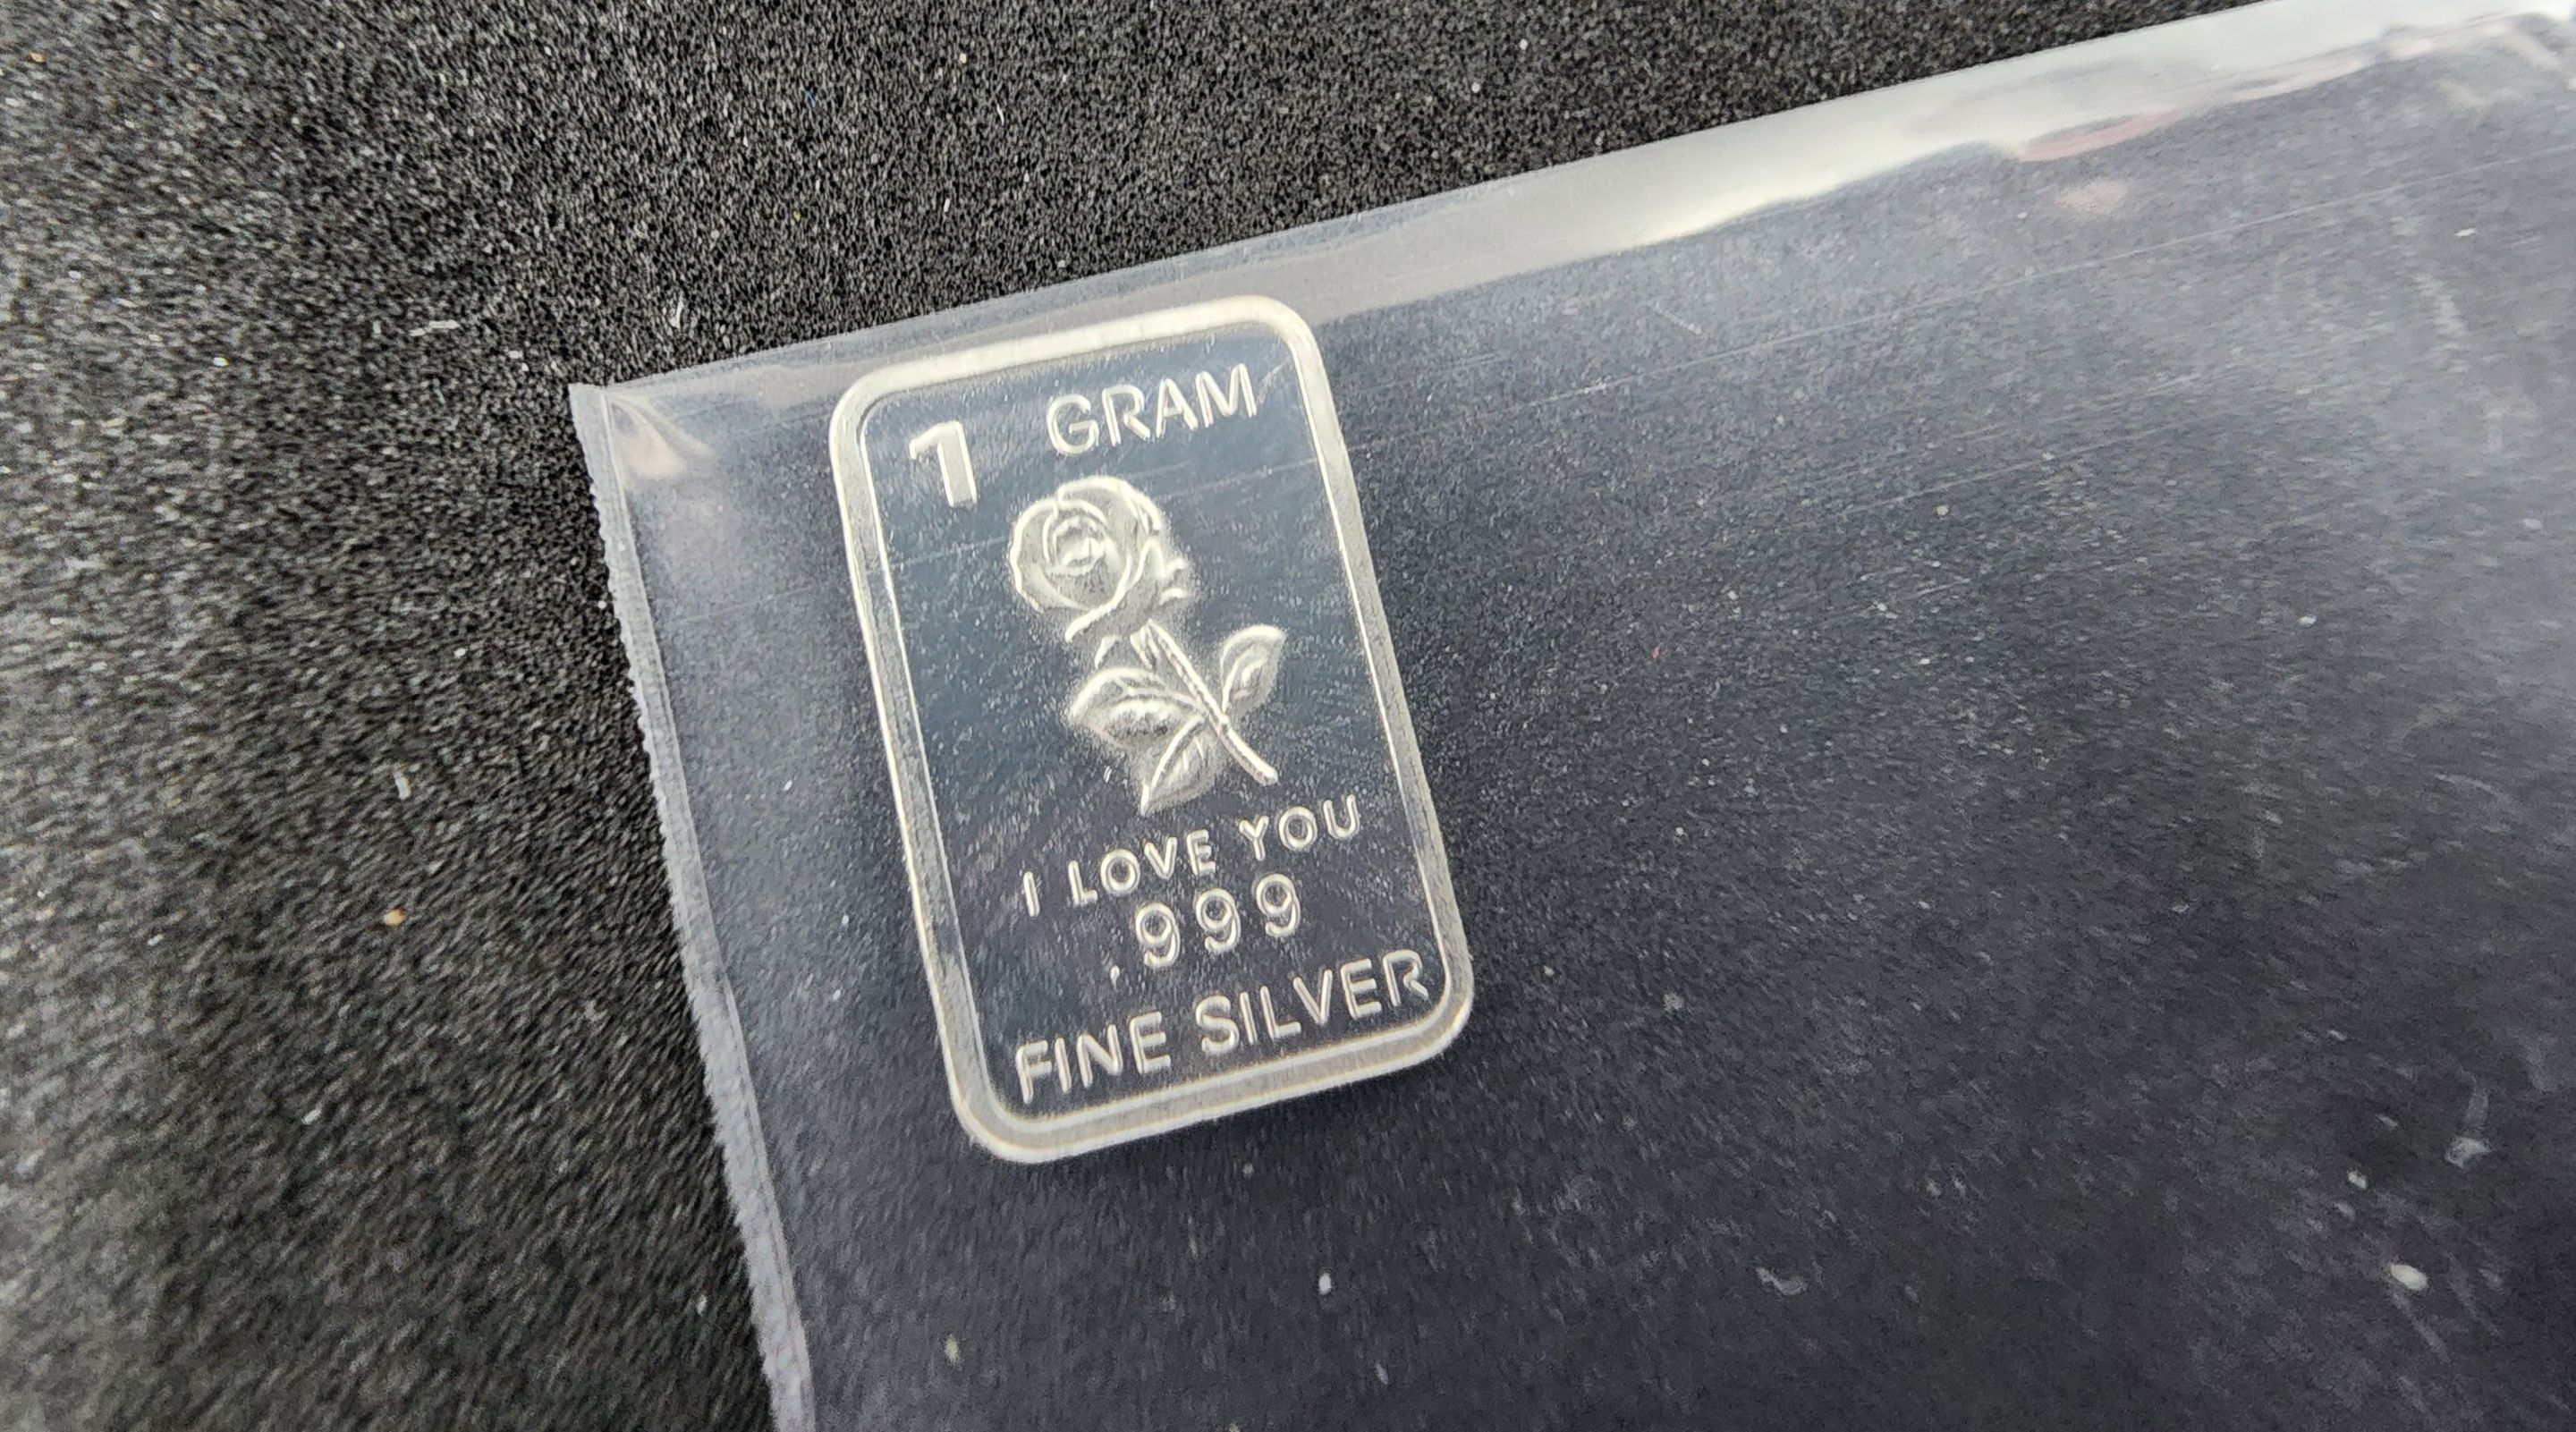 1 GRAM
I LOVE YOU
.999
FINE SILVER